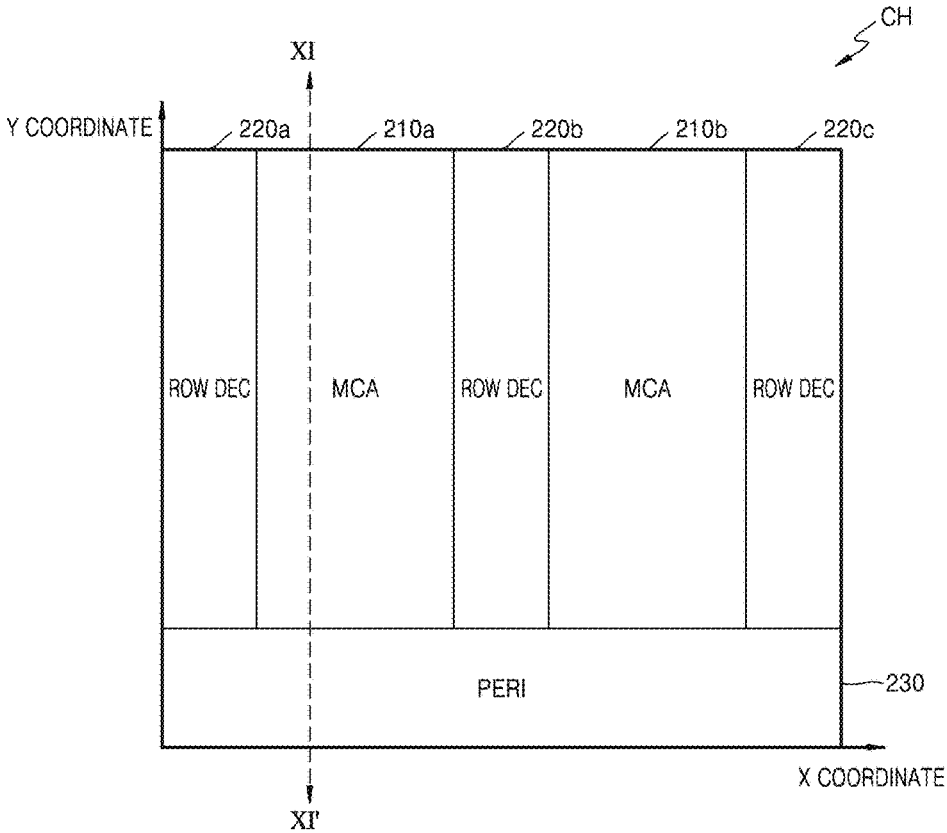 CH
XI
Y COORDINATE
220a 210a 220b 210b 220c
ROW DEC MCA ROW DEC MCA ROW DEC
PERI
230
X COORDINATE
XI'